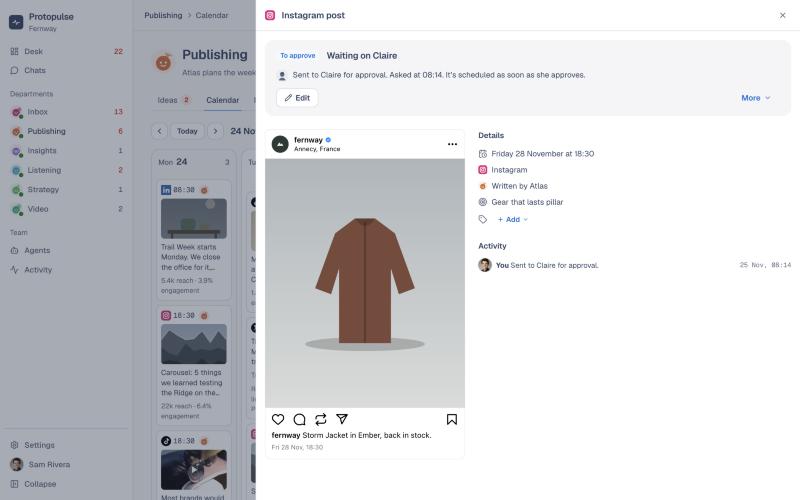 Protopulse
Fernway
Desk 22
Chats
Departments
Inbox 13
Publishing 6
Insights 1
Listening 2
Strategy 1
Video 2
Team
Agents
Activity
Settings
Sam Rivera
Collapse
Publishing > Calendar
Publishing
Atlas plans the week
Ideas 2 Calendar
Today 24 No
Mon 24 3
08:30
Trail Week starts
Monday. We close
the office for it,…
5.4k reach · 3.9%
engagement
18:30
Carousel: 5 things
we learned testing
the Ridge on the…
22k reach · 6.4%
engagement
18:30
Most brands would
Instagram post
To approve Waiting on Claire
Sent to Claire for approval. Asked at 08:14. It's scheduled as soon as she approves.
Edit
More
fernway
Annecy, France
fernway Storm Jacket in Ember, back in stock.
Fri 28 Nov, 18:30
Details
Friday 28 November at 18:30
Instagram
Written by Atlas
Gear that lasts pillar
+ Add
Activity
You Sent to Claire for approval. 25 Nov, 08:14